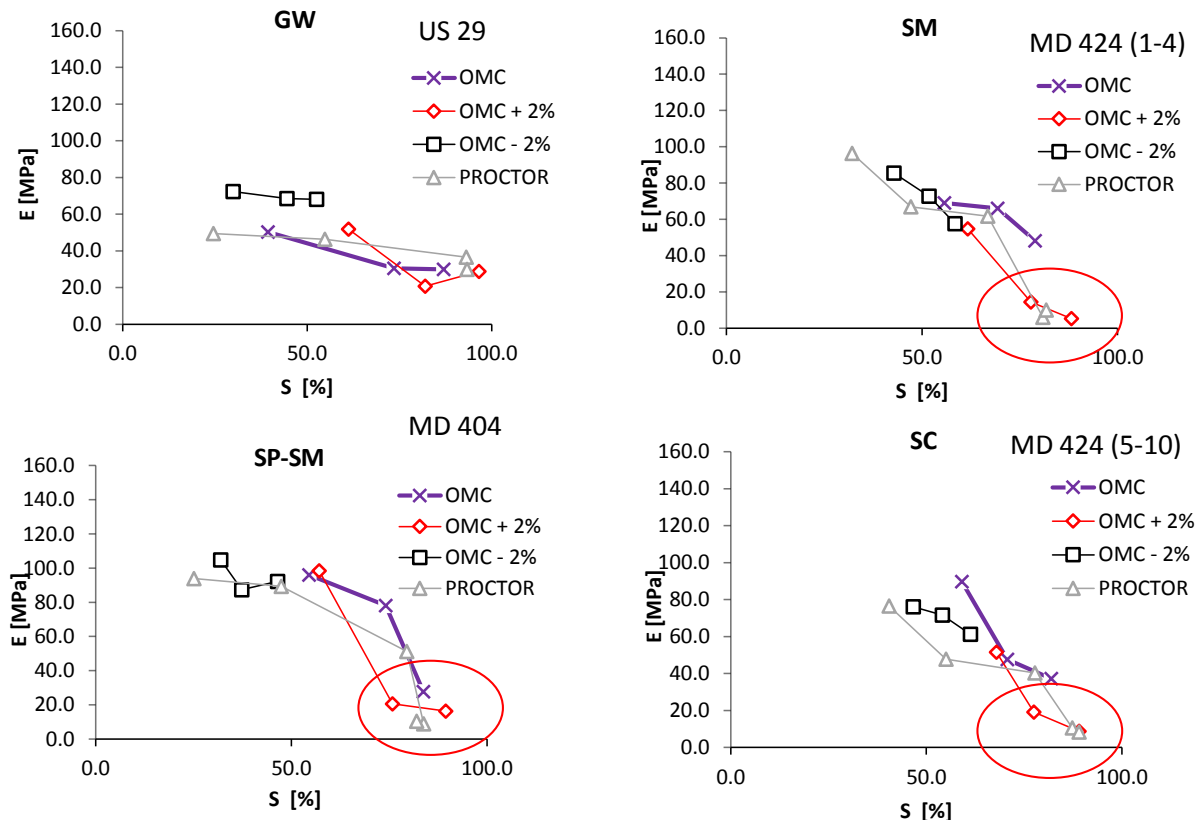 GW
US 29
160.0
140.0
120.0
100.0
80.0
60.0
40.0
20.0
0.0
E [MPa]
OMC
OMC + 2%
OMC - 2%
PROCTOR
0.0 50.0 100.0
S [%]
SM
MD 424 (1-4)
160.0
140.0
120.0
100.0
80.0
60.0
40.0
20.0
0.0
E [MPa]
OMC
OMC + 2%
OMC - 2%
PROCTOR
0.0 50.0 100.0
S [%]
MD 404
SP-SM
160.0
140.0
120.0
100.0
80.0
60.0
40.0
20.0
0.0
E [MPa]
OMC
OMC + 2%
OMC - 2%
PROCTOR
0.0 50.0 100.0
S [%]
SC
MD 424 (5-10)
160.0
140.0
120.0
100.0
80.0
60.0
40.0
20.0
0.0
E [MPa]
OMC
OMC + 2%
OMC - 2%
PROCTOR
0.0 50.0 100.0
S [%]